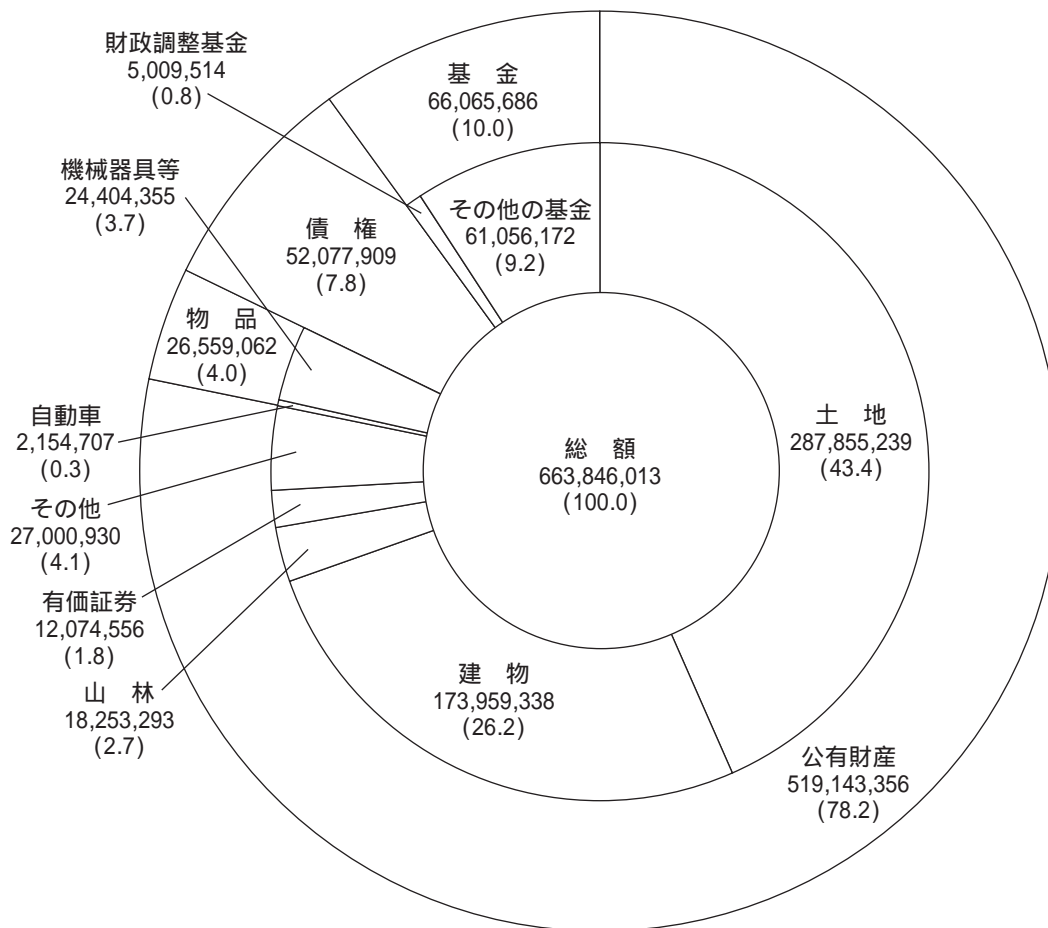 財政調整基金
5,009,514
(0.8)
基　金
66,065,686
(10.0)
機械器具等
24,404,355
(3.7)
債　権
52,077,909
(7.8)
その他の基金
61,056,172
(9.2)
物　品
26,559,062
(4.0)
自動車
2,154,707
(0.3)
総　額
663,846,013
(100.0)
土　地
287,855,239
(43.4)
その他
27,000,930
(4.1)
有価証券
12,074,556
(1.8)
山　林
18,253,293
(2.7)
建　物
173,959,338
(26.2)
公有財産
519,143,356
(78.2)